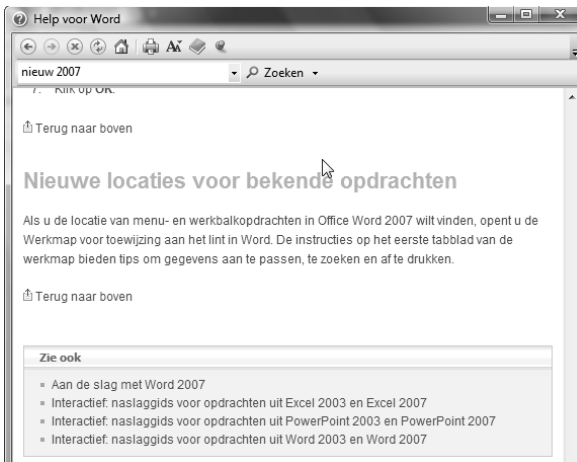 Help voor Word
nieuw 2007
Zoeken
7. Klik op OK.
Terug naar boven
Nieuwe locaties voor bekende opdrachten
Als u de locatie van menu- en werkbalkopdrachten in Office Word 2007 wilt vinden, opent u de
Werkmap voor toewijzing aan het lint in Word. De instructies op het eerste tabblad van de
werkmap bieden tips om gegevens aan te passen, te zoeken en af te drukken.
Terug naar boven
Zie ook
Aan de slag met Word 2007
Interactief: naslaggids voor opdrachten uit Excel 2003 en Excel 2007
Interactief: naslaggids voor opdrachten uit PowerPoint 2003 en PowerPoint 2007
Interactief: naslaggids voor opdrachten uit Word 2003 en Word 2007